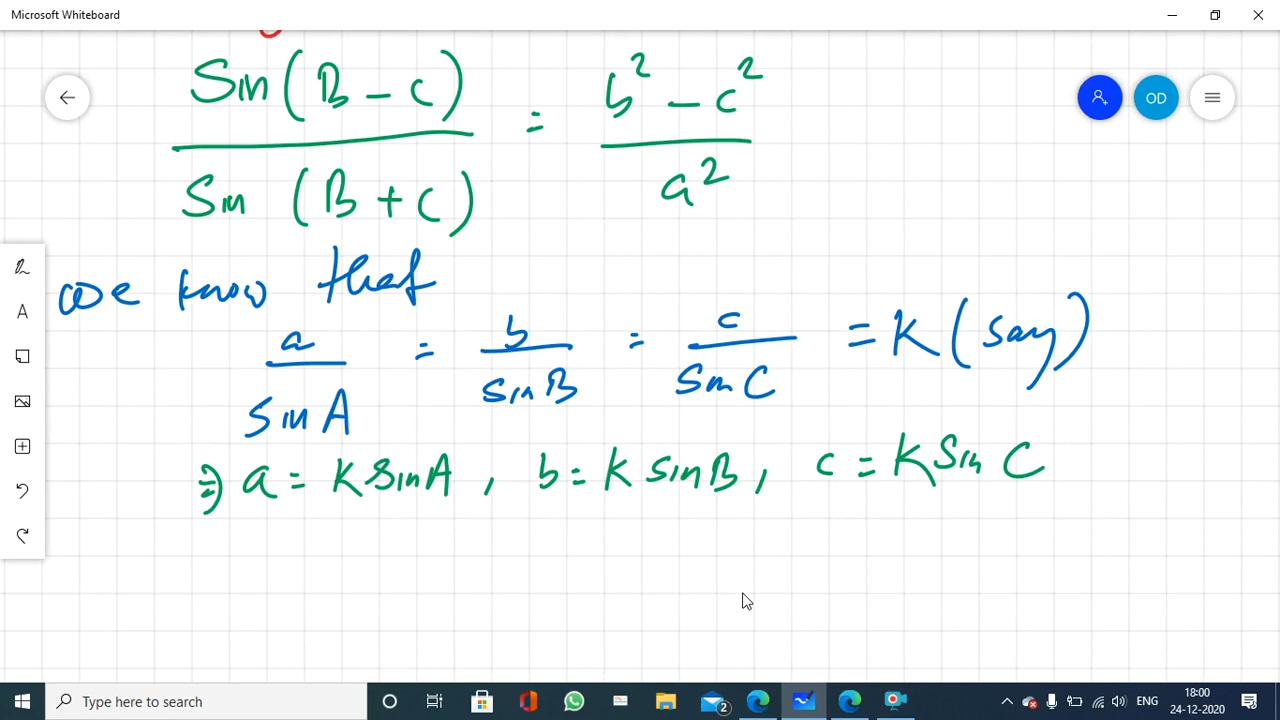 Microsoft Whiteboard
Sin (B - c) / Sin (B + c) = b² - c² / a²
OD
we know that
a / sin A = b / sin B = c / sin C = K (say)
⇒ a = K sin A , b = K sin B , c = K Sin C
Type here to search
2
ENG
18:00
24-12-2020